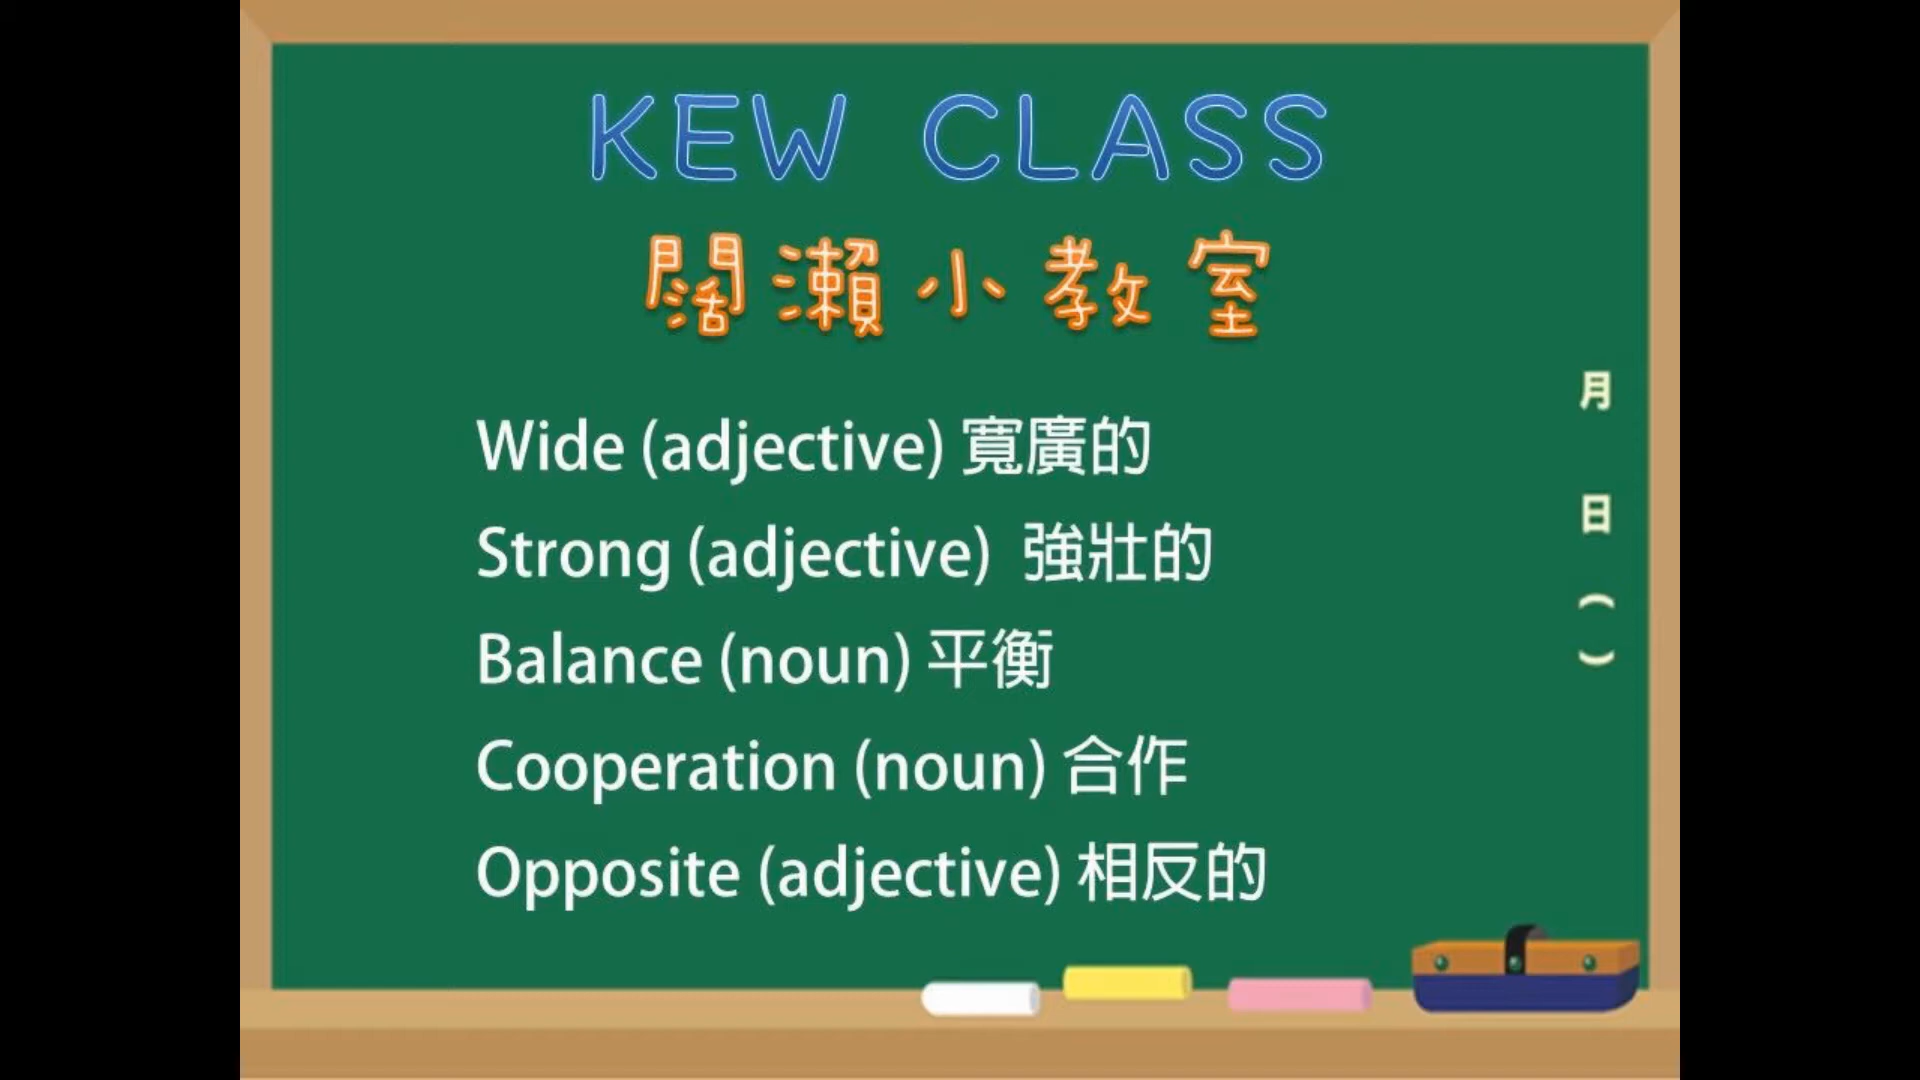 KEW CLASS
闊瀨小教室
Wide (adjective) 寬廣的
Strong (adjective) 強壯的
Balance (noun) 平衡
Cooperation (noun) 合作
Opposite (adjective) 相反的
月 日 ( )